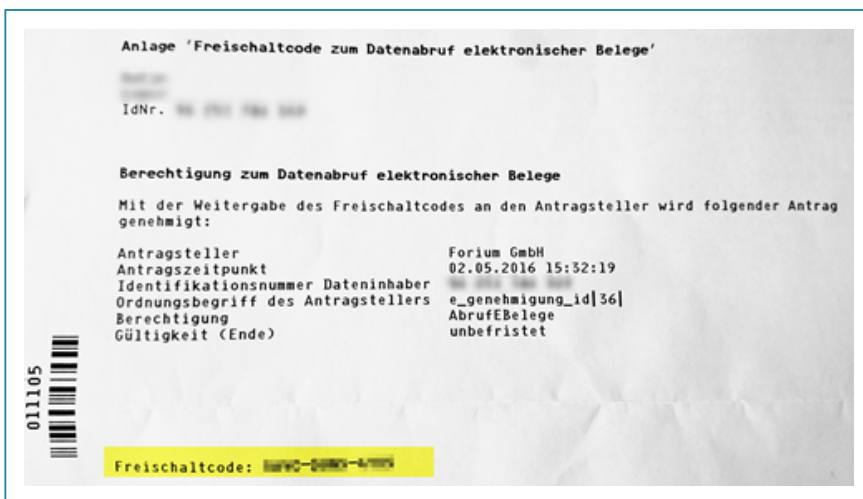 Anlage 'Freischaltcode zum Datenabruf elektronischer Belege'
IdNr.
Berechtigung zum Datenabruf elektronischer Belege
Mit der Weitergabe des Freischaltcodes an den Antragsteller wird folgender Antrag
genehmigt:
Antragsteller Forium GmbH
Antragszeitpunkt 02.05.2016 15:32:19
Identifikationsnummer Dateninhaber
Ordnungsbegriff des Antragstellers e_genehmigung_id|36|
Berechtigung AbrufEBelege
Gültigkeit (Ende) unbefristet
011105
Freischaltcode: